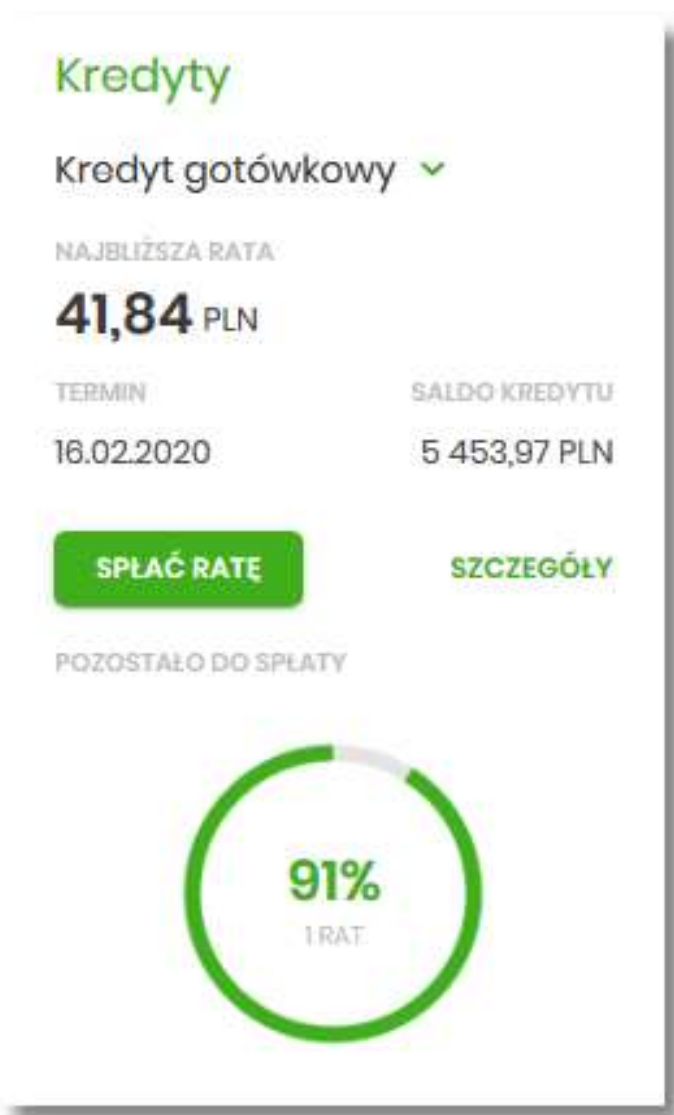 Kredyty
Kredyt gotówkowy
NAJBLIŻSZA RATA
41,84 PLN
TERMIN SALDO KREDYTU
16.02.2020 5 453,97 PLN
SPŁAĆ RATĘ SZCZEGÓŁY
POZOSTAŁO DO SPŁATY
91%
1 RAT